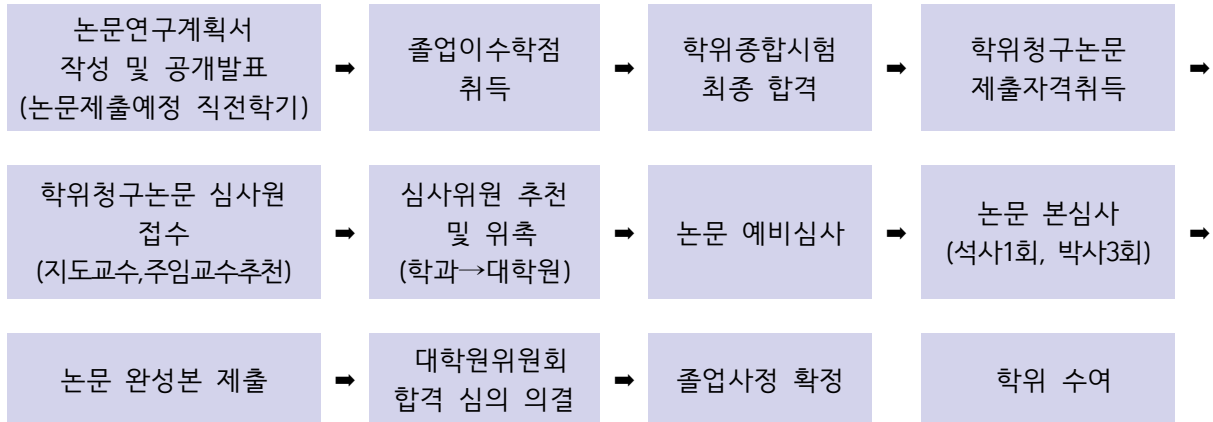 논문연구계획서
작성 및 공개발표
(논문제출예정 직전학기)
➡
졸업이수학점
취득
➡
학위종합시험
최종 합격
➡
학위청구논문
제출자격취득
➡
학위청구논문 심사원
접수
(지도교수,주임교수추천)
➡
심사위원 추천
및 위촉
(학과→대학원)
➡
논문 예비심사
➡
논문 본심사
(석사1회, 박사3회)
➡
논문 완성본 제출
➡
대학원위원회
합격 심의 의결
➡
졸업사정 확정
학위 수여